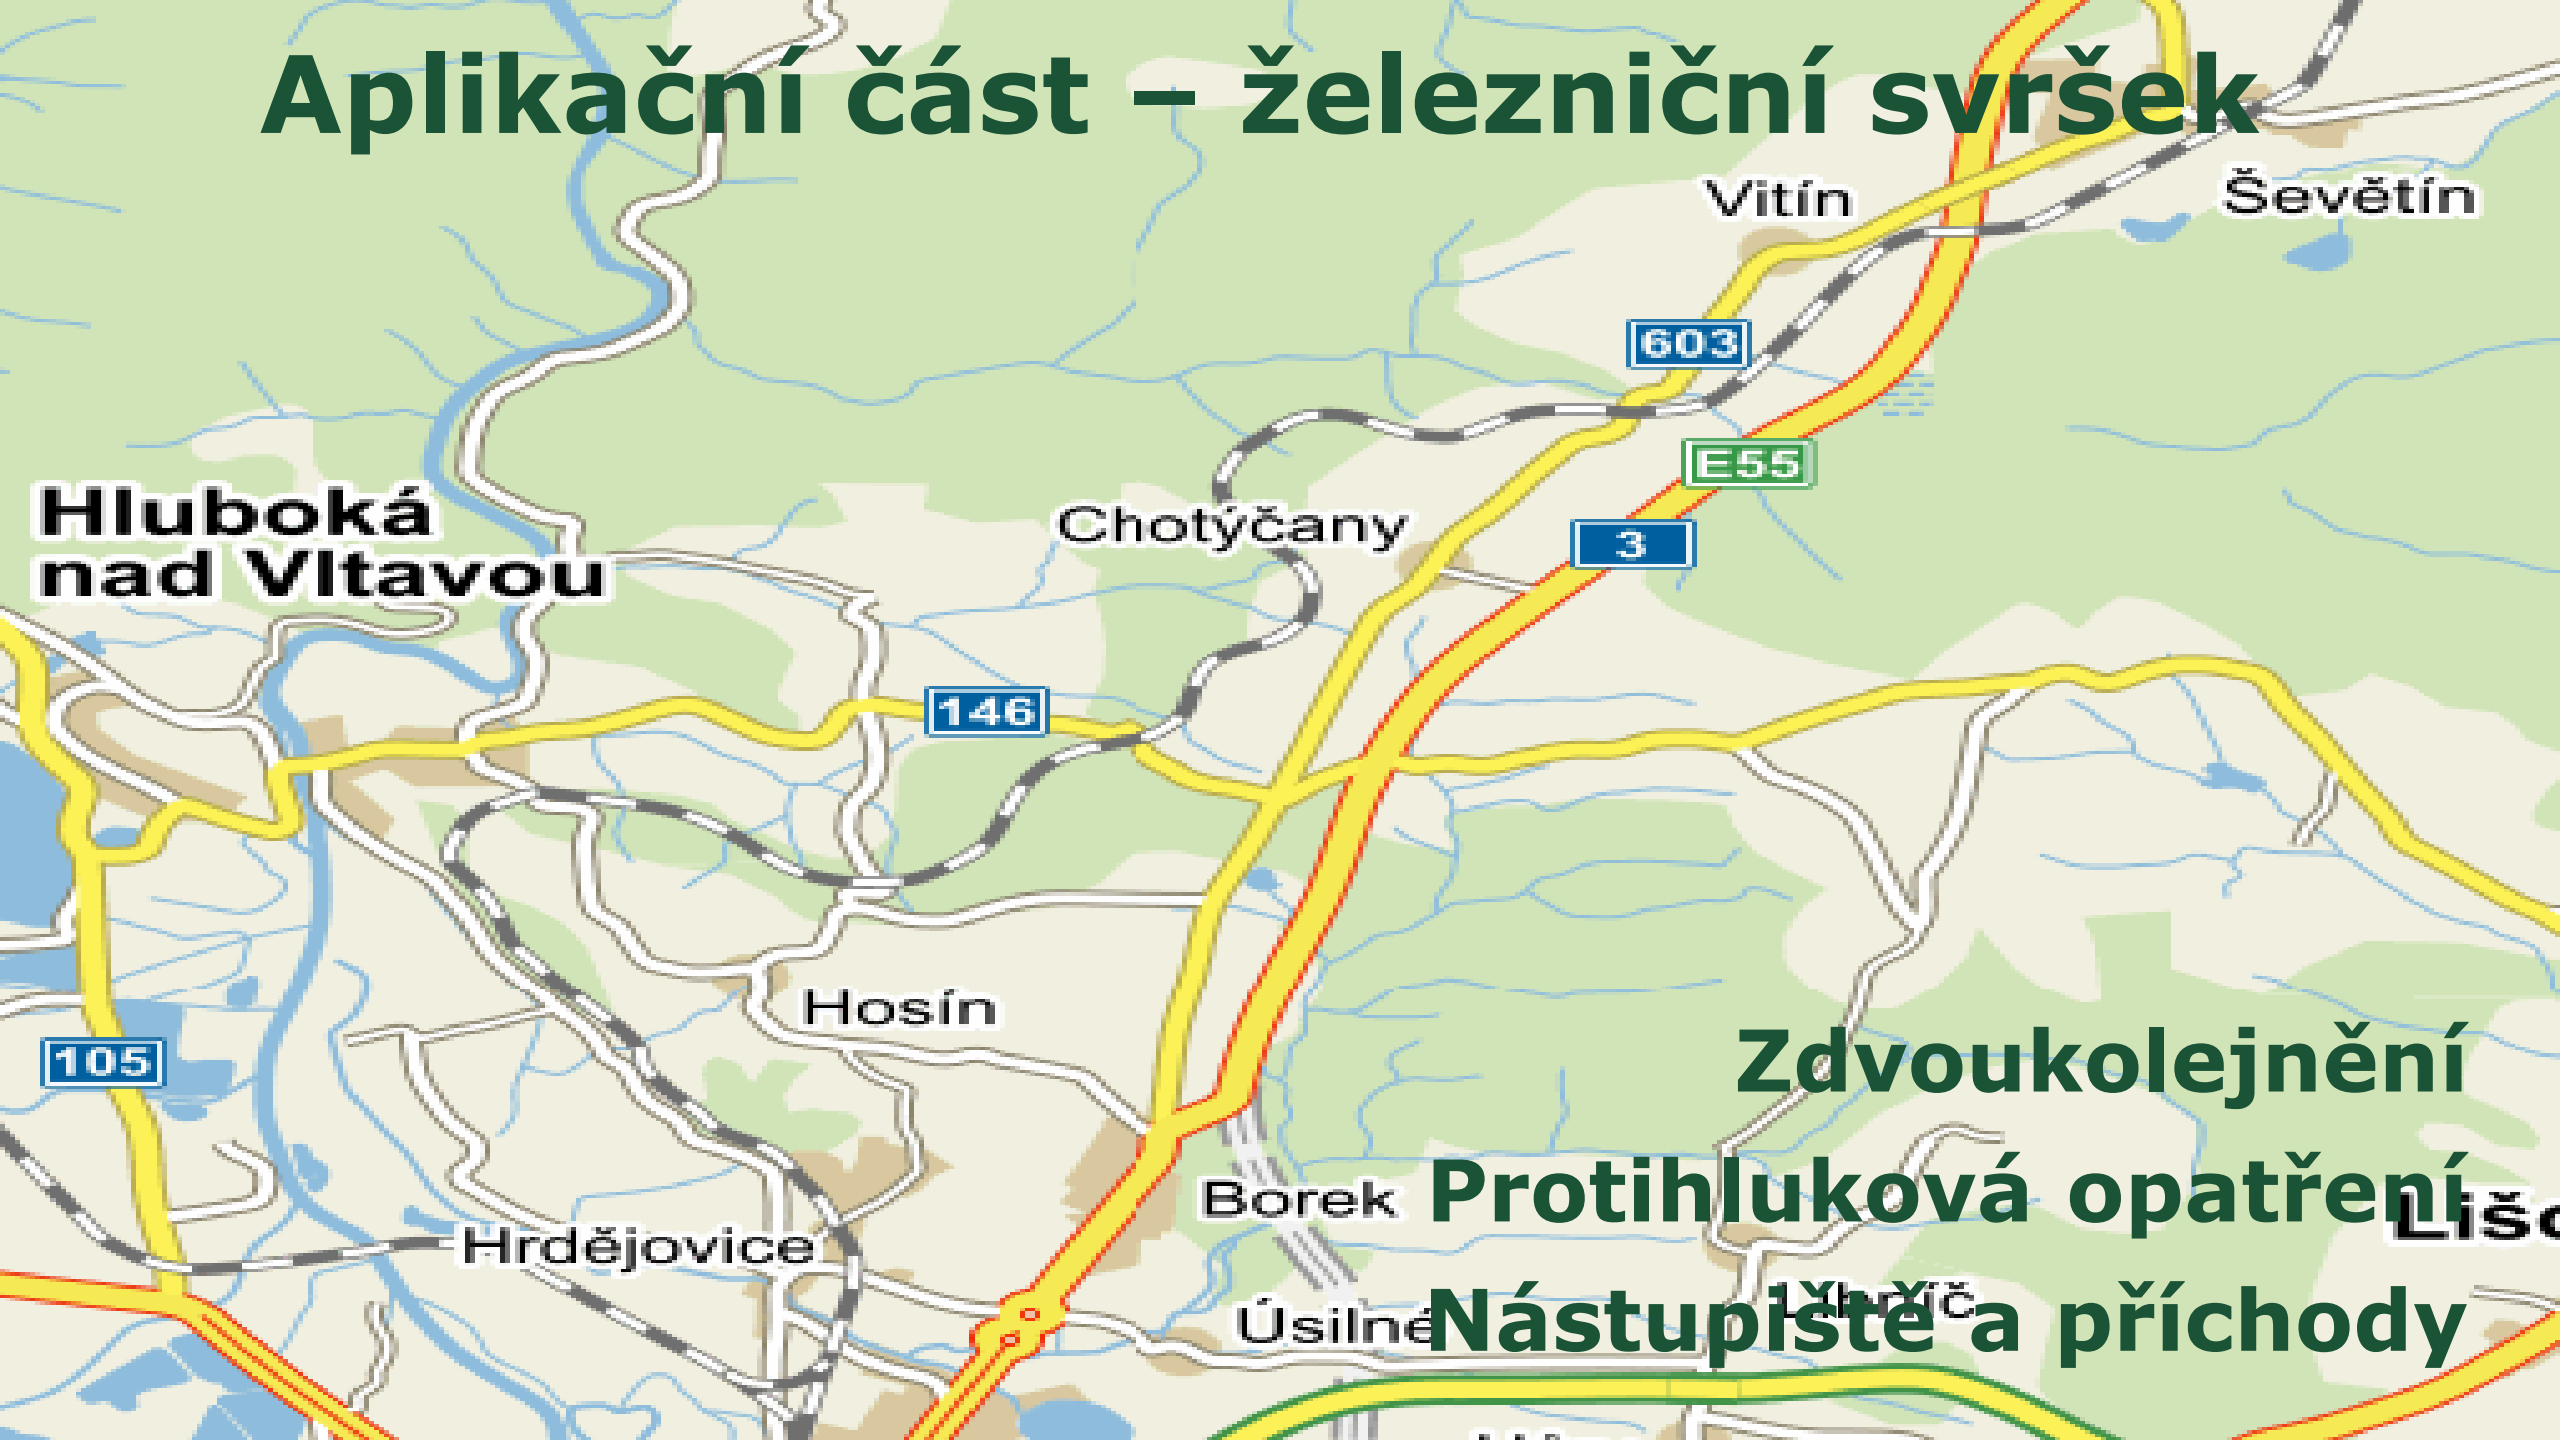 Aplikační část – železniční svršek
Vitín
Ševětín
603
E55
Hluboká
nad Vltavou
Chotýčany
3
146
Hosín
105
Zdvoukolejnění
Borek
Protihluková opatření
Hrdějovice
Úsilné
Nástupiště a příchody